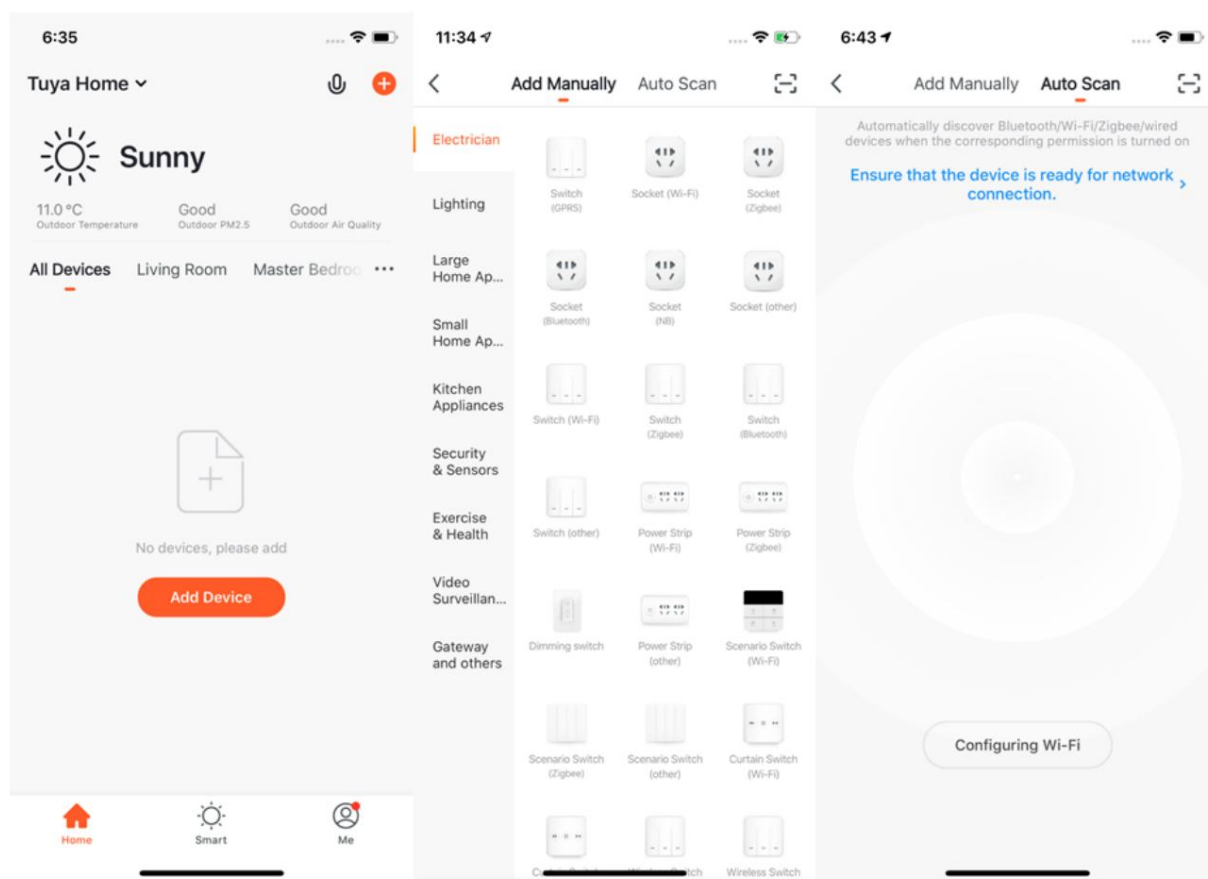 6:35
Tuya Home
Sunny
11.0 °C
Outdoor Temperature
Good
Outdoor PM2.5
Good
Outdoor Air Quality
All Devices
Living Room
Master Bedroo
No devices, please add
Add Device
Home
Smart
Me
11:34
Add Manually
Auto Scan
Electrician
Lighting
Large
Home Ap...
Small
Home Ap...
Kitchen
Appliances
Security
& Sensors
Exercise
& Health
Video
Surveillan...
Gateway
and others
Switch
(GPRS)
Socket (Wi-Fi)
Socket
(Zigbee)
Socket
(Bluetooth)
Socket
(NB)
Socket (other)
Switch (Wi-Fi)
Switch
(Zigbee)
Switch
(Bluetooth)
Switch (other)
Power Strip
(Wi-Fi)
Power Strip
(Zigbee)
Dimming switch
Power Strip
(other)
Scenario Switch
(Wi-Fi)
Scenario Switch
(Zigbee)
Scenario Switch
(other)
Curtain Switch
(Wi-Fi)
Wireless Switch
6:43
Add Manually
Auto Scan
Automatically discover Bluetooth/Wi-Fi/Zigbee/wired
devices when the corresponding permission is turned on
Ensure that the device is ready for network
connection.
Configuring Wi-Fi